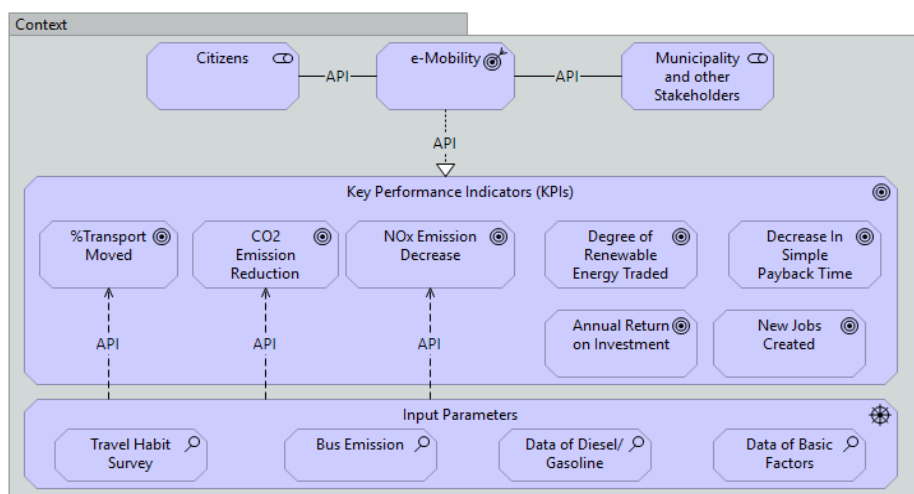 Context
Citizens
API
e-Mobility
API
Municipality
and other
Stakeholders
API
Key Performance Indicators (KPIs)
%Transport
Moved
CO2
Emission
Reduction
NOx Emission
Decrease
Degree of
Renewable
Energy Traded
Decrease In
Simple
Payback Time
Annual Return
on Investment
New Jobs
Created
API
API
API
Input Parameters
Travel Habit
Survey
Bus Emission
Data of Diesel/
Gasoline
Data of Basic
Factors